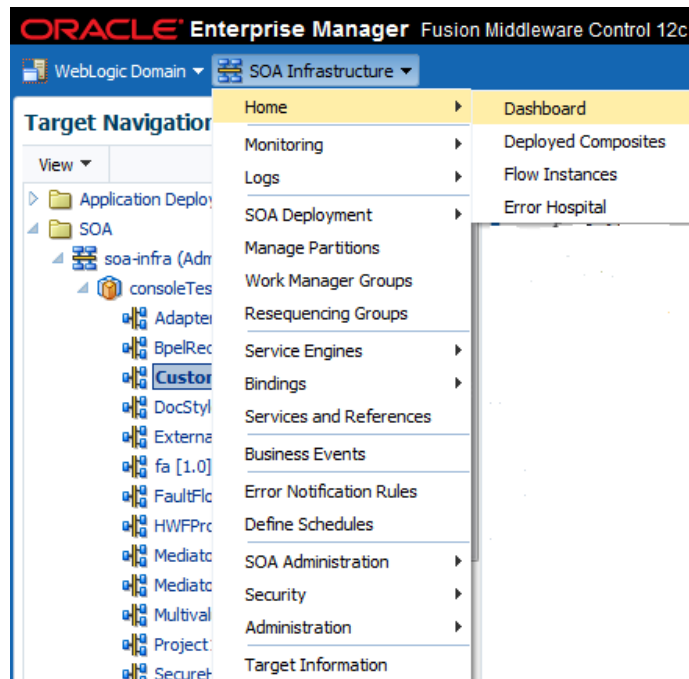 ORACLE Enterprise Manager Fusion Middleware Control 12c
WebLogic Domain SOA Infrastructure
Target Navigation
View
Application Deploy
SOA
soa-infra (Adm
consoleTes
Adapte
BpelRec
Custor
DocStyl
Externa
fa [1.0]
FaultFlo
HWFPro
Mediato
Mediato
Multival
Project
SecureH
Home
Monitoring
Logs
SOA Deployment
Manage Partitions
Work Manager Groups
Resequencing Groups
Service Engines
Bindings
Services and References
Business Events
Error Notification Rules
Define Schedules
SOA Administration
Security
Administration
Target Information
Dashboard
Deployed Composites
Flow Instances
Error Hospital